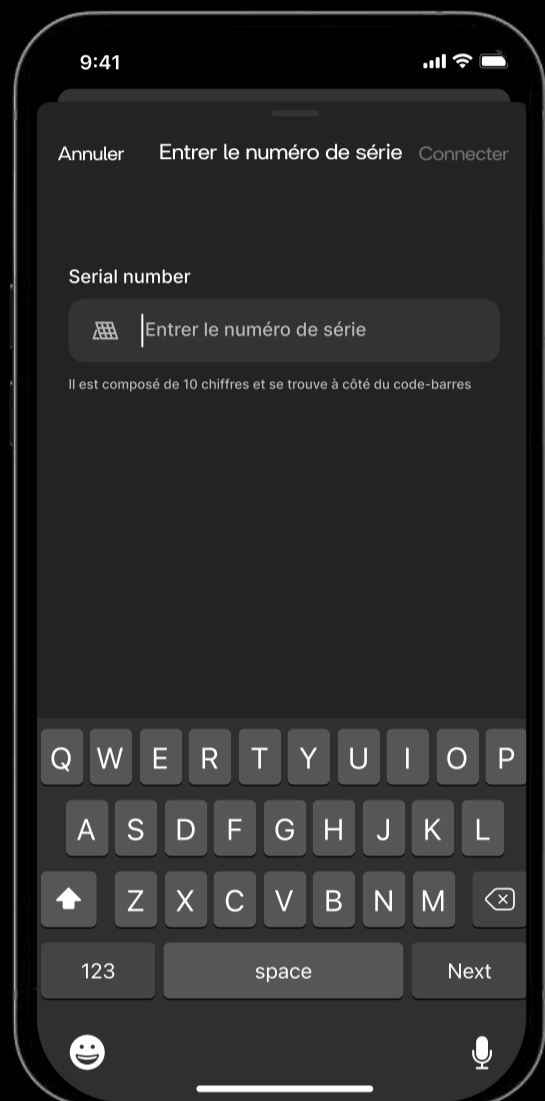 9:41
Annuler Entrer le numéro de série Connecter
Serial number
Entrer le numéro de série
Il est composé de 10 chiffres et se trouve à côté du code-barres
Q W E R T Y U I O P
A S D F G H J K L
Z X C V B N M
123 space Next